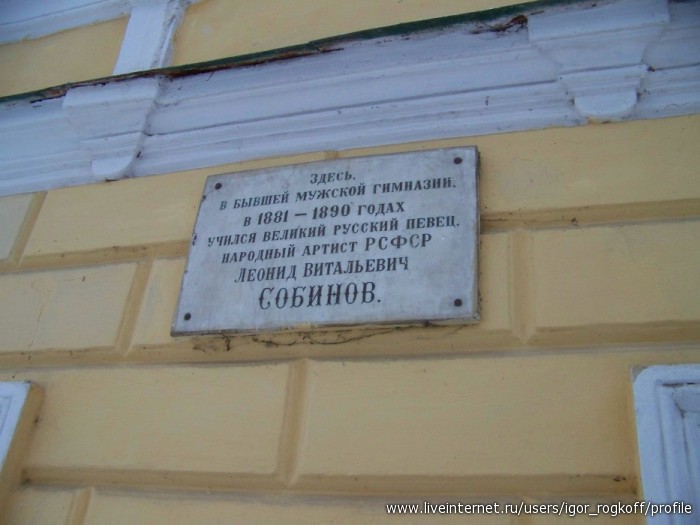 ЗДЕСЬ,
В БЫВШЕЙ МУЖСКОЙ ГИМНАЗИИ,
В 1881 — 1890 ГОДАХ
УЧИЛСЯ ВЕЛИКИЙ РУССКИЙ ПЕВЕЦ,
НАРОДНЫЙ АРТИСТ РСФСР
ЛЕОНИД ВИТАЛЬЕВИЧ
СОБИНОВ.
www.liveinternet.ru/users/igor_rogkoff/profile